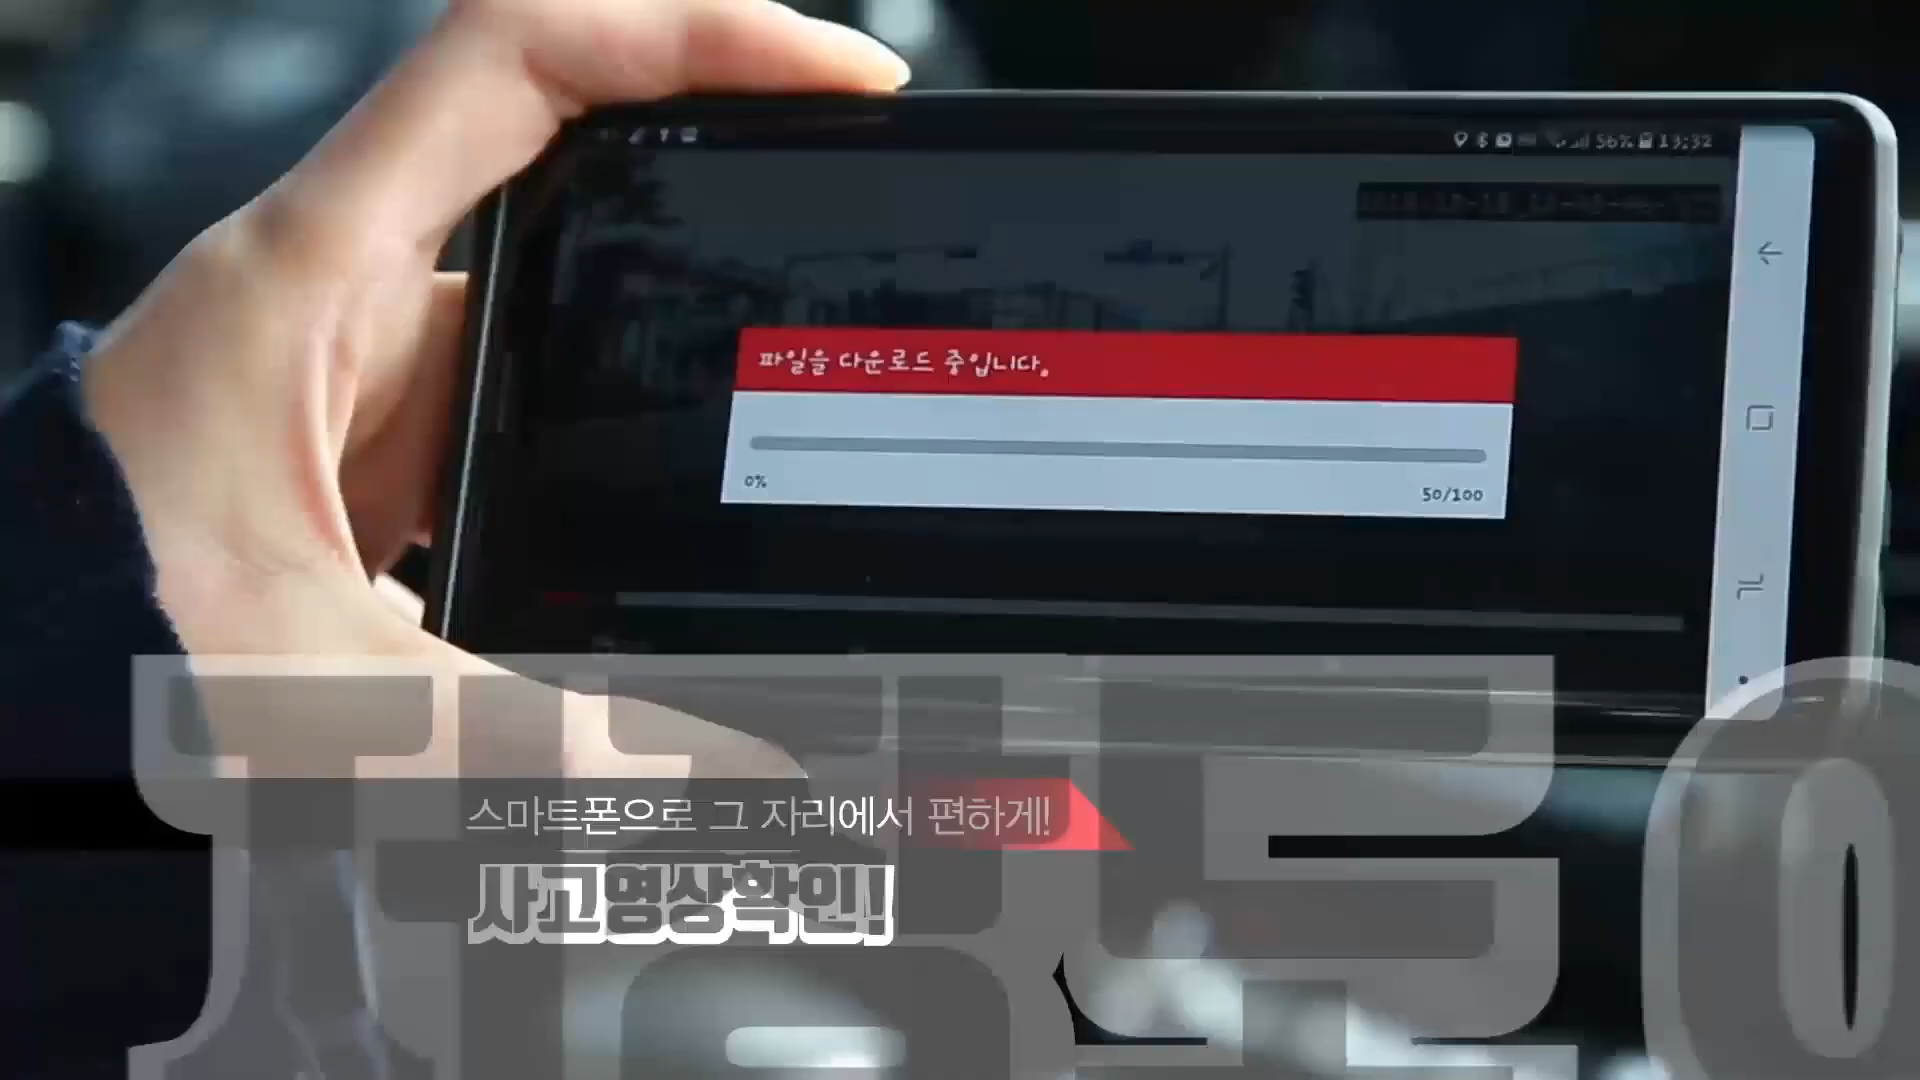 56% 13:32
파일을 다운로드 중입니다.
0%
50/100
스마트폰으로 그 자리에서 편하게!
사고영상확인!